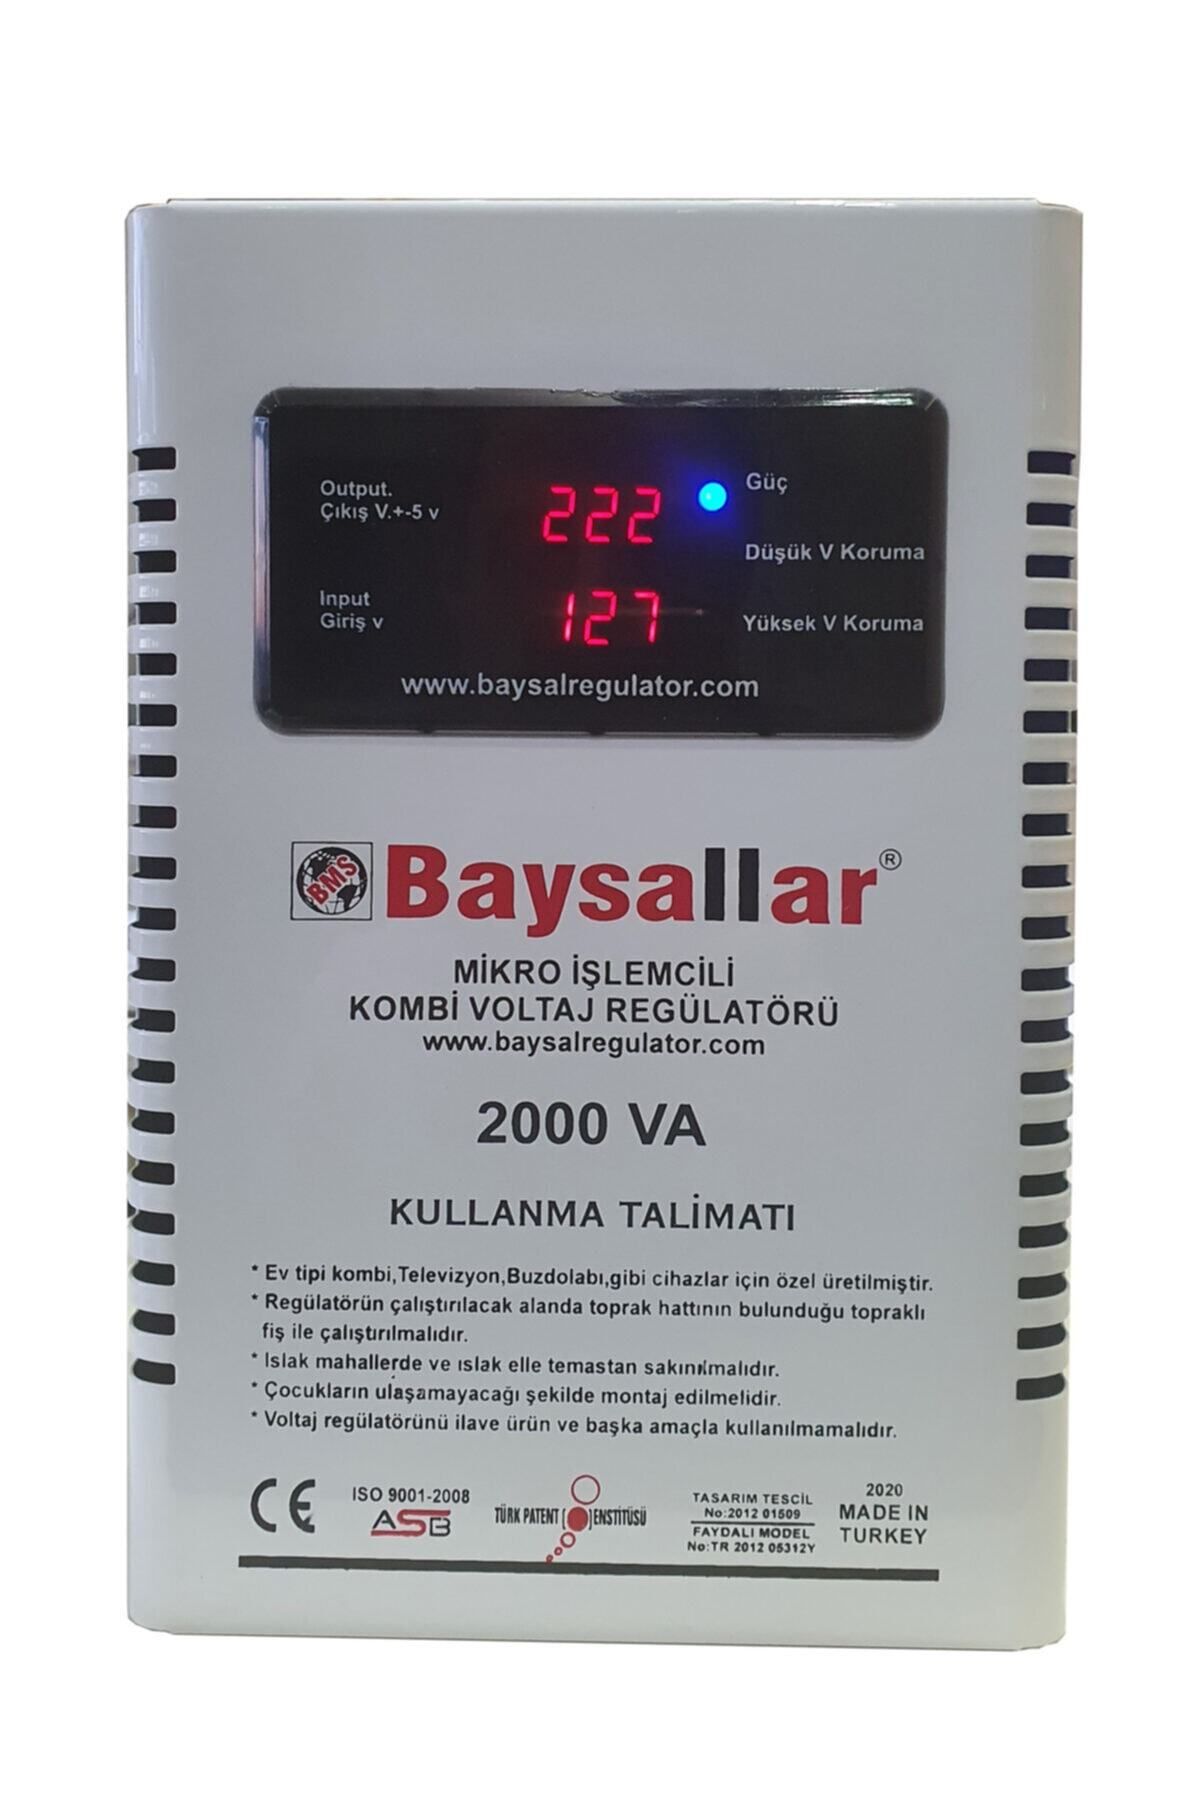 Output.
Çıkış V.+-5 v
222
Güç
Düşük V Koruma
Input
Giriş v
127
Yüksek V Koruma
www.baysalregulator.com
BMS
Baysallar®
MİKRO İŞLEMCİLİ
KOMBİ VOLTAJ REGÜLATÖRÜ
www.baysalregulator.com
2000 VA
KULLANMA TALİMATI
* Ev tipi kombi,Televizyon,Buzdolabı,gibi cihazlar için özel üretilmiştir.
* Regülatörün çalıştırılacak alanda toprak hattının bulunduğu topraklı
fiş ile çalıştırılmalıdır.
* Islak mahallerde ve ıslak elle temastan sakınılmalıdır.
* Çocukların ulaşamayacağı şekilde montaj edilmelidir.
* Voltaj regülatörünü ilave ürün ve başka amaçla kullanılmamalıdır.
CE
ISO 9001-2008
ASB
TÜRK PATENT ENSTİTÜSÜ
TASARIM TESCİL
No:2012 01509
FAYDALI MODEL
No:TR 2012 05312Y
2020
MADE IN
TURKEY